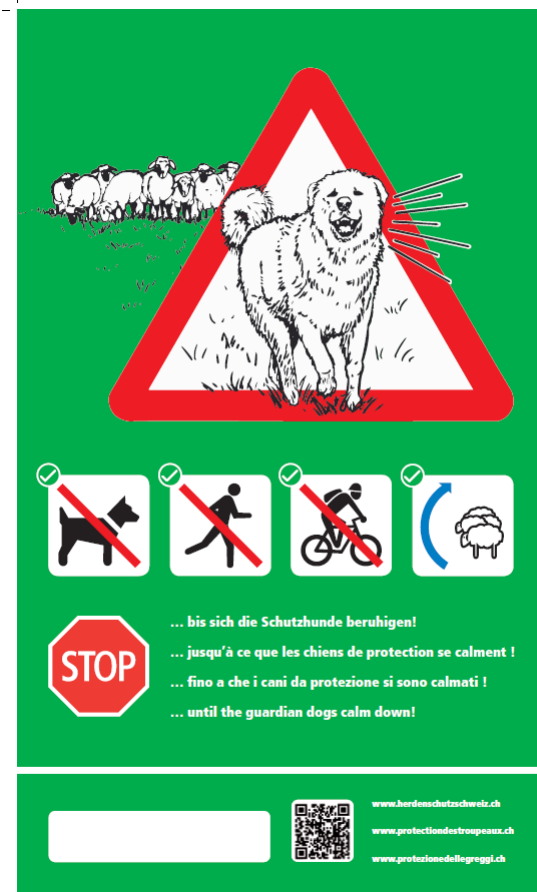 STOP
... bis sich die Schutzhunde beruhigen!
... jusqu'à ce que les chiens de protection se calment !
... fino a che i cani da protezione si sono calmati !
... until the guardian dogs calm down!
www.herdenschutzschweiz.ch
www.protectiondestroupeaux.ch
www.protezionedellegreggi.ch